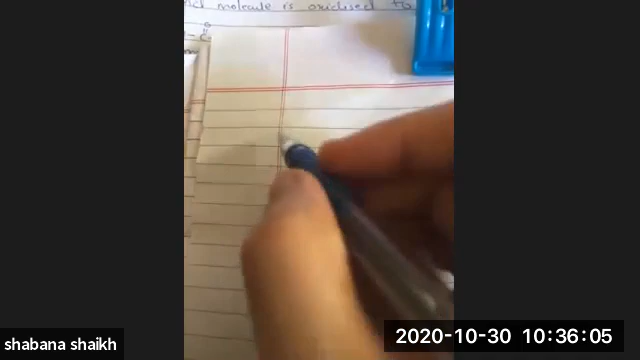 molecule is oxidised to
shabana shaikh
2020-10-30 10:36:05